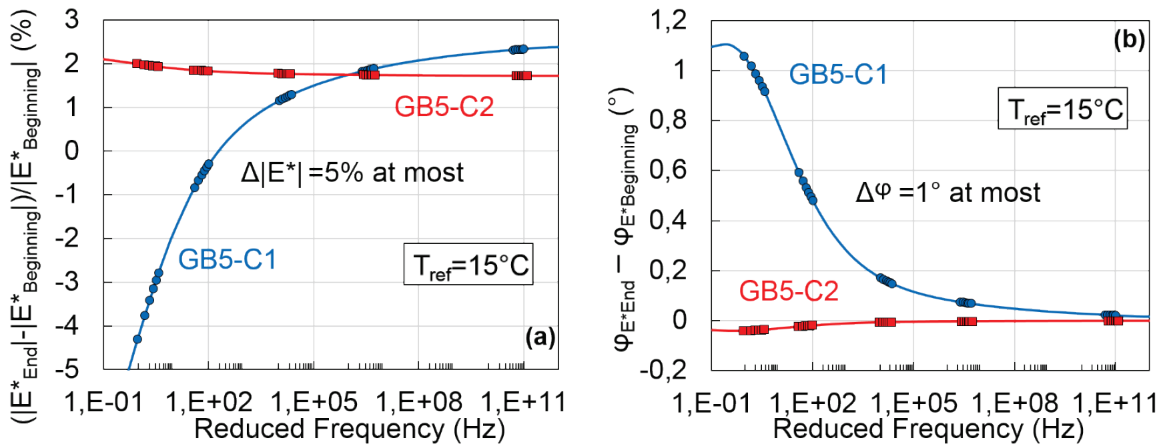 (|E*End|-|E*Beginning|)/|E*Beginning| (%)
3
2
1
0
-1
-2
-3
-4
-5
GB5-C2
Δ|E*| =5% at most
GB5-C1
Tref=15°C
(a)
1,E-01 1,E+02 1,E+05 1,E+08 1,E+11
Reduced Frequency (Hz)
φE*End – φE*Beginning (°)
1,2
1
0,8
0,6
0,4
0,2
0
-0,2
(b)
GB5-C1
Tref=15°C
Δφ =1° at most
GB5-C2
1,E-01 1,E+02 1,E+05 1,E+08 1,E+11
Reduced Frequency (Hz)